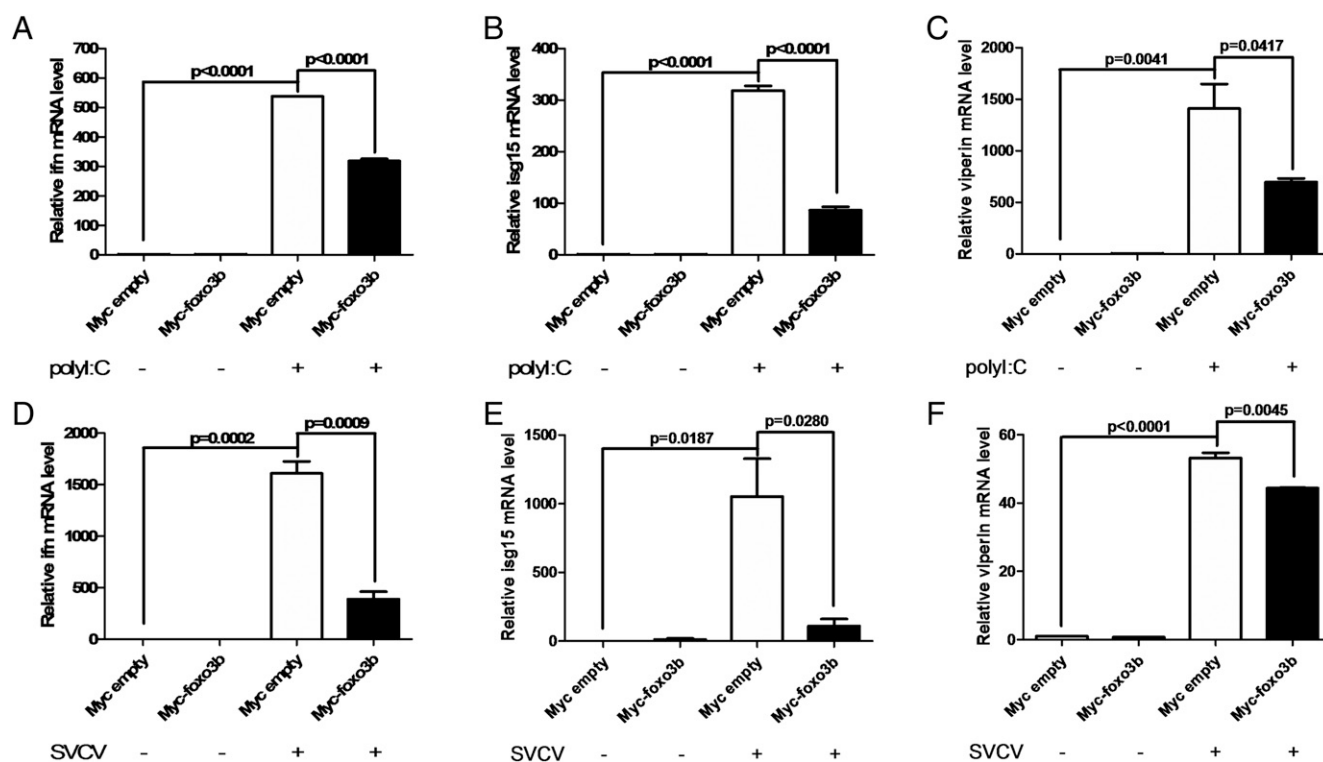 A
Relative ifn mRNA level
700
600
500
400
300
200
100
0
p<0.0001
p<0.0001
Myc empty
Myc-foxo3b
Myc empty
Myc-foxo3b
polyI:C - - + +
B
Relative isg15 mRNA level
400
300
200
100
0
p<0.0001
p<0.0001
Myc empty
Myc-foxo3b
Myc empty
Myc-foxo3b
polyI:C - - + +
C
Relative viperin mRNA level
2000
1500
1000
500
0
p=0.0041
p=0.0417
Myc empty
Myc-foxo3b
Myc empty
Myc-foxo3b
polyI:C - - + +
D
Relative ifn mRNA level
2000
1500
1000
500
0
p=0.0002
p=0.0009
Myc empty
Myc-foxo3b
Myc empty
Myc-foxo3b
SVCV - - + +
E
Relative isg15 mRNA level
1500
1000
500
0
p=0.0187
p=0.0280
Myc empty
Myc-foxo3b
Myc empty
Myc-foxo3b
SVCV - - + +
F
Relative viperin mRNA level
60
40
20
0
p<0.0001
p=0.0045
Myc empty
Myc-foxo3b
Myc empty
Myc-foxo3b
SVCV - - + +